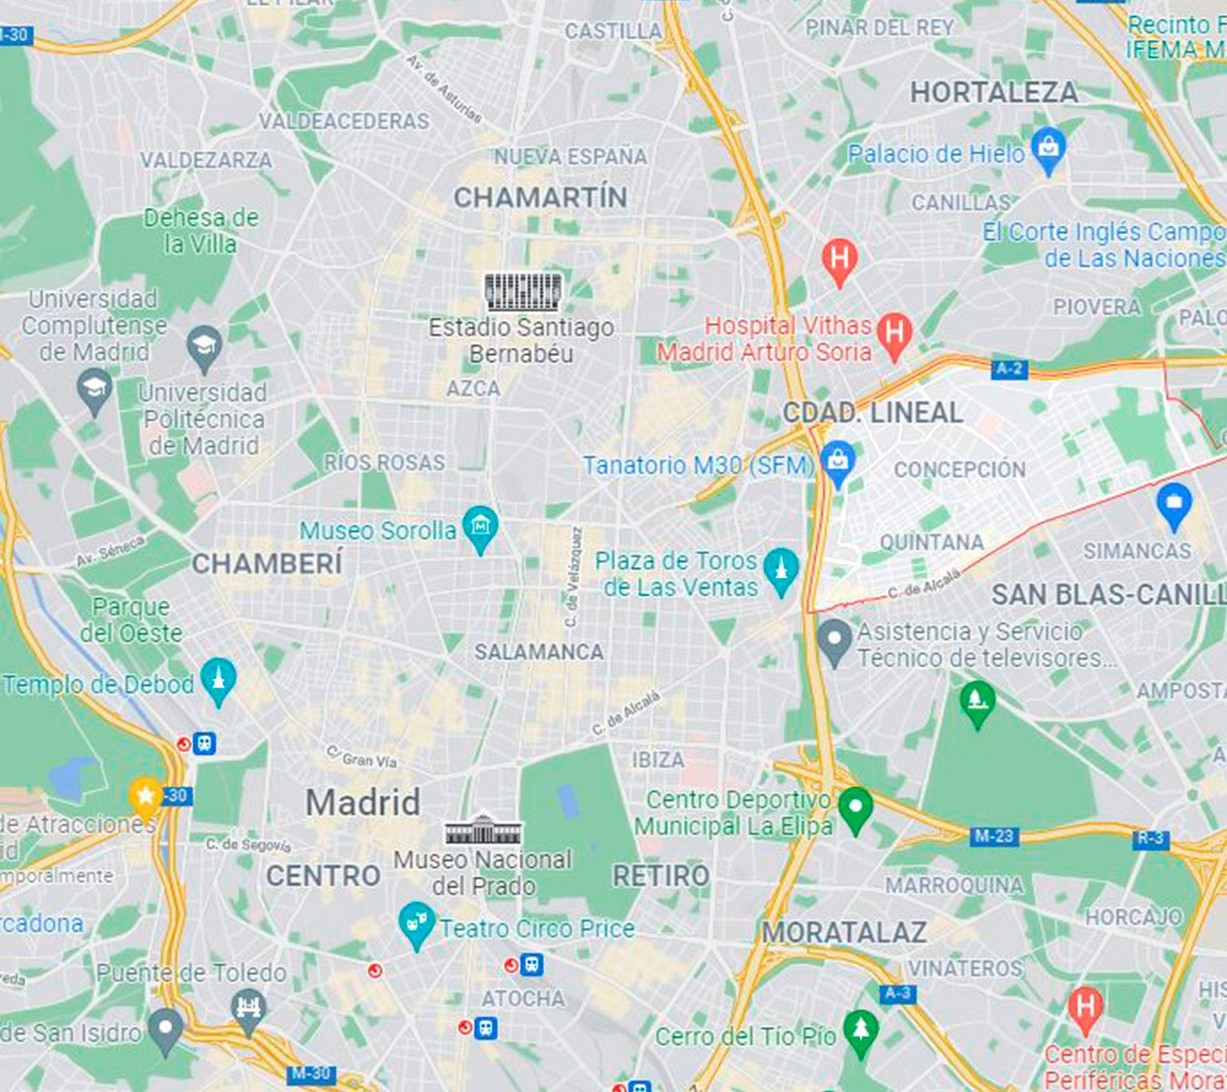 CASTILLA
PINAR DEL REY
Recinto F
IFEMA M
-30
Av. de Asturias
HORTALEZA
VALDEACEDERAS
VALDEZARZA
NUEVA ESPAÑA
Palacio de Hielo
CHAMARTÍN
CANILLAS
Dehesa de
la Villa
El Corte Inglés Campo
de Las Naciones
H
Universidad
Complutense
de Madrid
PIOVERA
PALO
Estadio Santiago
Bernabéu
Hospital Vithas
Madrid Arturo Soria
H
A-2
AZCA
Universidad
Politécnica
de Madrid
CDAD. LINEAL
RÍOS ROSAS
Tanatorio M30 (SFM)
CONCEPCIÓN
Museo Sorolla
QUINTANA
SIMANCAS
Av. Séneca
CHAMBERÍ
C. de Velázquez
Plaza de Toros
de Las Ventas
C. de Alcalá
SAN BLAS-CANILL
Parque
del Oeste
Asistencia y Servicio
Técnico de televisores...
SALAMANCA
Templo de Debod
AMPOSTA
C. de Alcalá
C/ Gran Vía
IBIZA
-30
Madrid
Centro Deportivo
Municipal La Elipa
de Atracciones
id
M-23
R-3
C. de Segovia
Museo Nacional
del Prado
CENTRO
RETIRO
mporalmente
MARROQUINA
HORCAJO
rcadona
Teatro Circo Price
MORATALAZ
Puente de Toledo
VINATEROS
ATOCHA
A-3
HIS
V
de San Isidro
Cerro del Tío Pío
H
Centro de Especi
Periféricas Mora
M-30